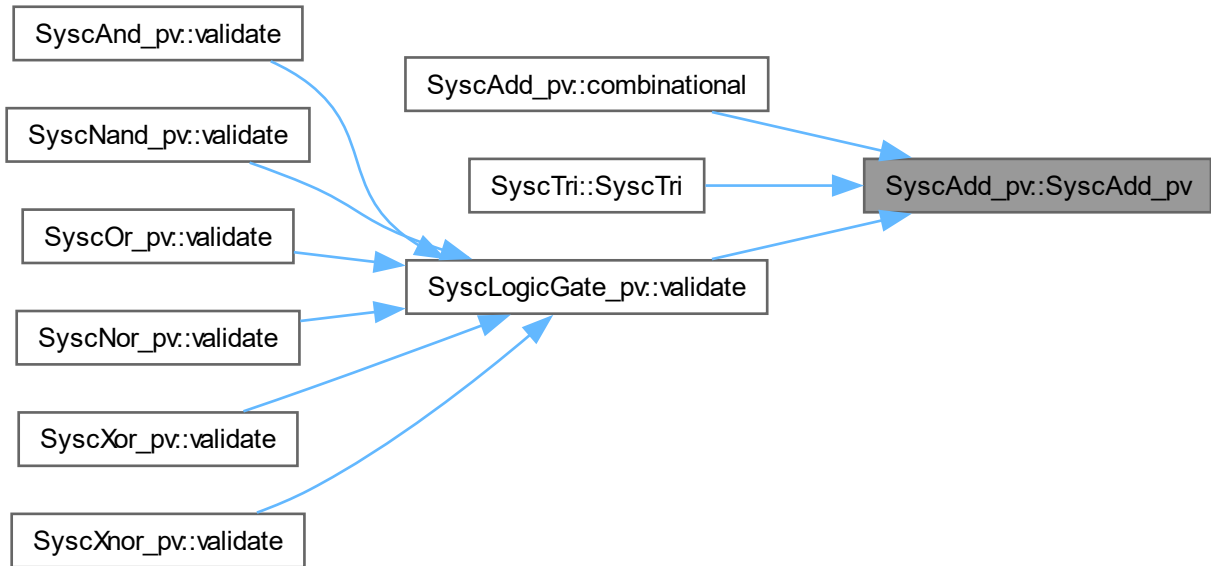 SyscAnd_pv::validate
SyscNand_pv::validate
SyscOr_pv::validate
SyscNor_pv::validate
SyscXor_pv::validate
SyscXnor_pv::validate
SyscAdd_pv::combinational
SyscTri::SyscTri
SyscLogicGate_pv::validate
SyscAdd_pv::SyscAdd_pv